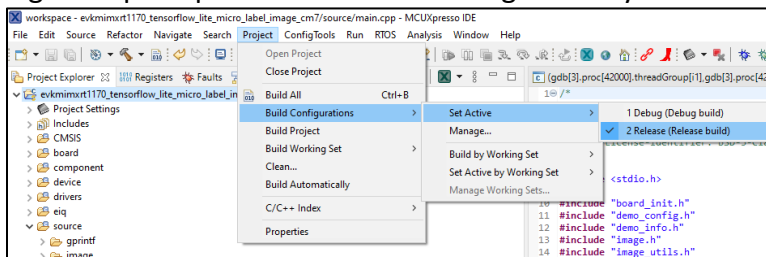 workspace - evkmimxrt1170_tensorflow_lite_micro_label_image_cm7/source/main.cpp - MCUXpresso IDE
File Edit Source Refactor Navigate Search Project ConfigTools Run RTOS Analysis Window Help
Project Explorer Registers Faults
evkmimxrt1170_tensorflow_lite_micro_label_in
Project Settings
Includes
CMSIS
board
component
device
drivers
eiq
source
gprintf
image
Open Project
Close Project
Build All Ctrl+B
Build Configurations
Build Project
Build Working Set
Clean...
Build Automatically
C/C++ Index
Properties
Set Active
Manage...
Build by Working Set
Set Active by Working Set
Manage Working Sets...
1 Debug (Debug build)
2 Release (Release build)
(gdb[3].proc[42000].threadGroup[i1],gdb[3].proc[42
1 /*
<stdio.h>
10 #include "board_init.h"
11 #include "demo_config.h"
12 #include "demo_info.h"
13 #include "image.h"
14 #include "image_utils.h"